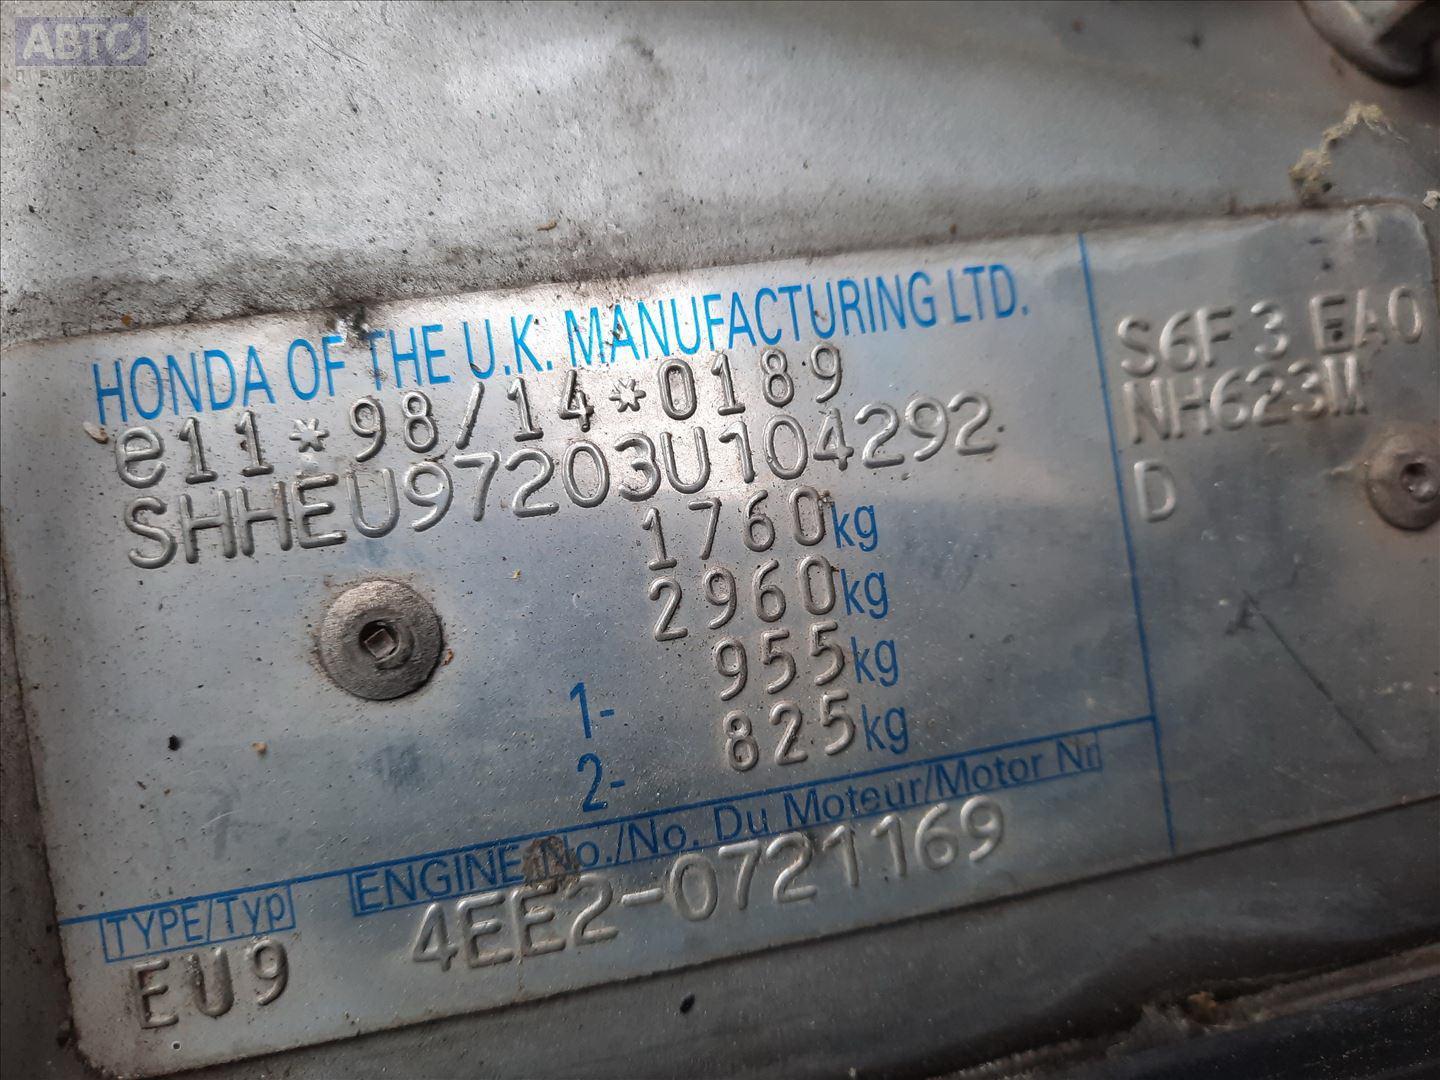 АВТО
HONDA OF THE U.K. MANUFACTURING LTD.
e11*98/14*0189
SHHEU97203U104292
1760kg
2960kg
1- 955kg
2- 825kg
S6F 3 EA0
NH623M
D
TYPE/TYP
ENGINE No./No. Du Moteur/Motor Nr
EU9
4EE2-0721169